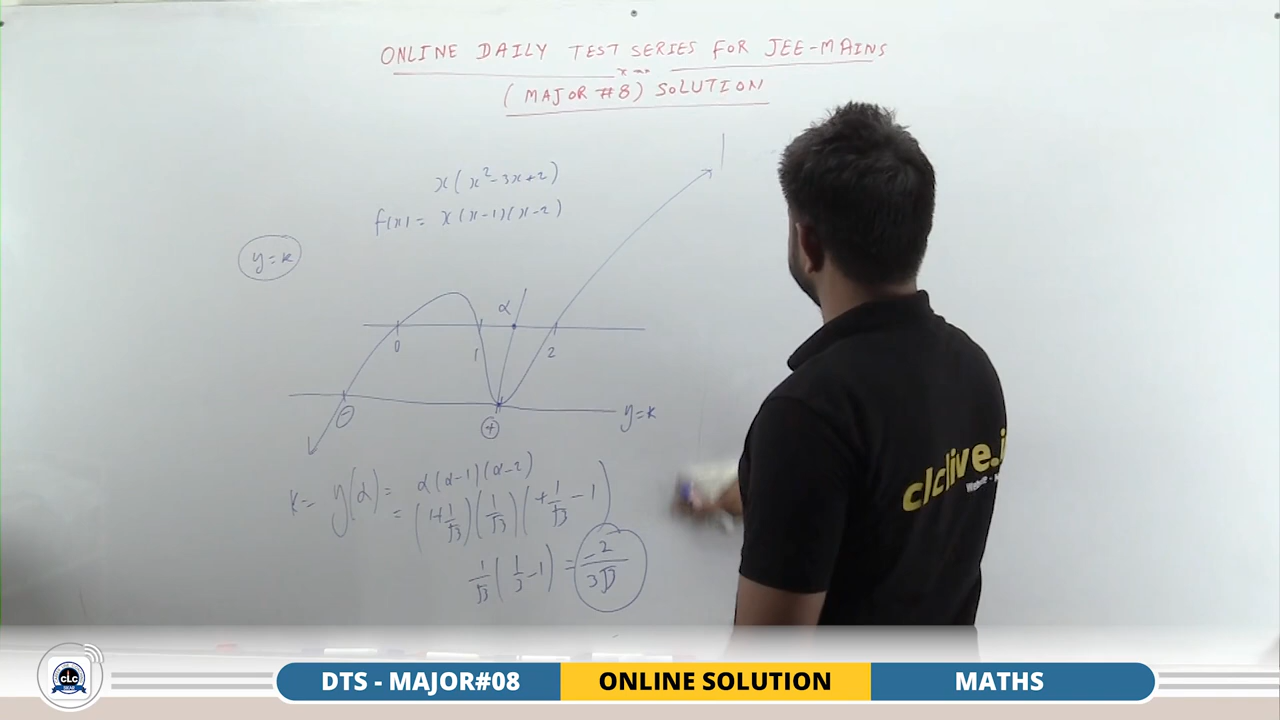 ONLINE DAILY TEST SERIES FOR JEE-MAINS
(MAJOR #8) SOLUTION
x(x²-3x+2)
f(x) = x(x-1)(x-2)
y=k
α
0 1 2
- +
y=k
k= y(α) = α(α-1)(α-2)
= (1+1/√3)(1/√3)(+1/√3-1)
1/√3(1/3-1) = -2/3√3
clclive.i
CLC
SIKAR
DTS - MAJOR#08 ONLINE SOLUTION MATHS